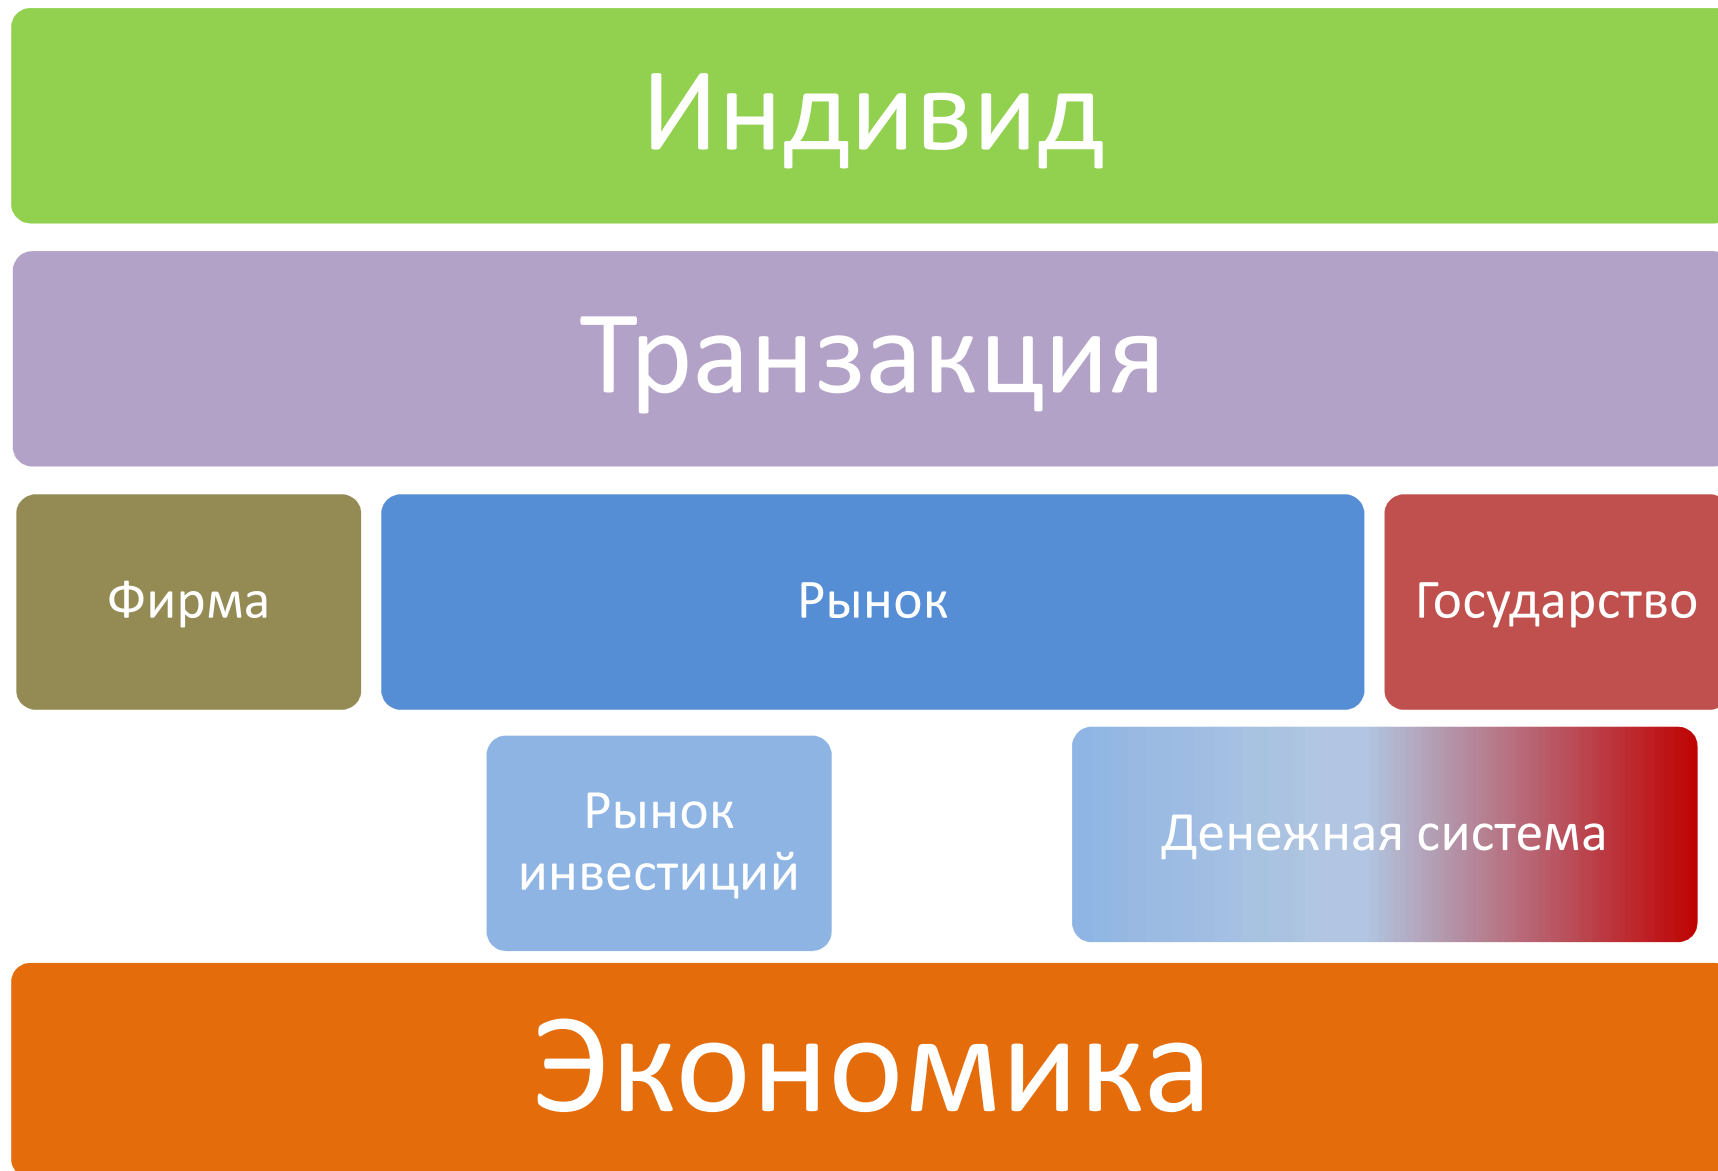 Индивид
Транзакция
Фирма
Рынок
Государство
Рынок
инвестиций
Денежная система
Экономика